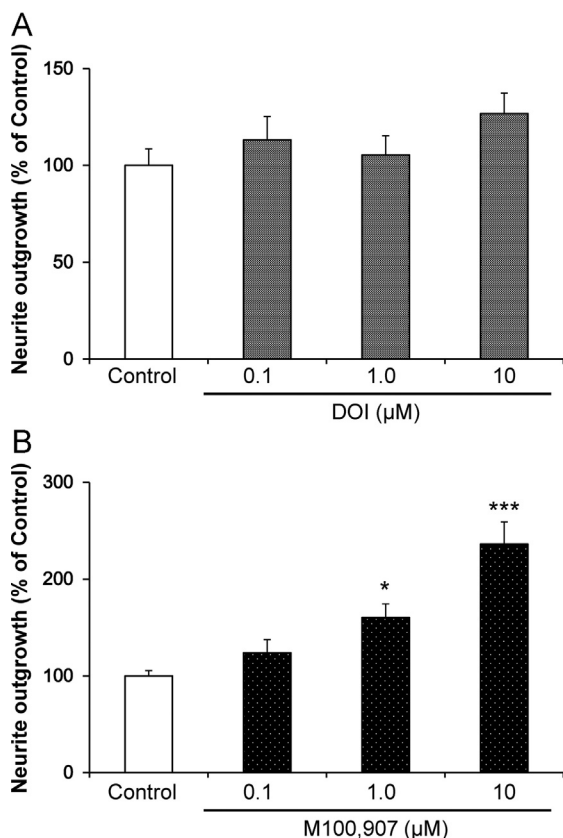 A
Neurite outgrowth (% of Control)
150
100
50
0
Control
0.1
1.0
10
DOI (µM)
B
Neurite outgrowth (% of Control)
300
200
100
0
*
***
Control
0.1
1.0
10
M100,907 (µM)